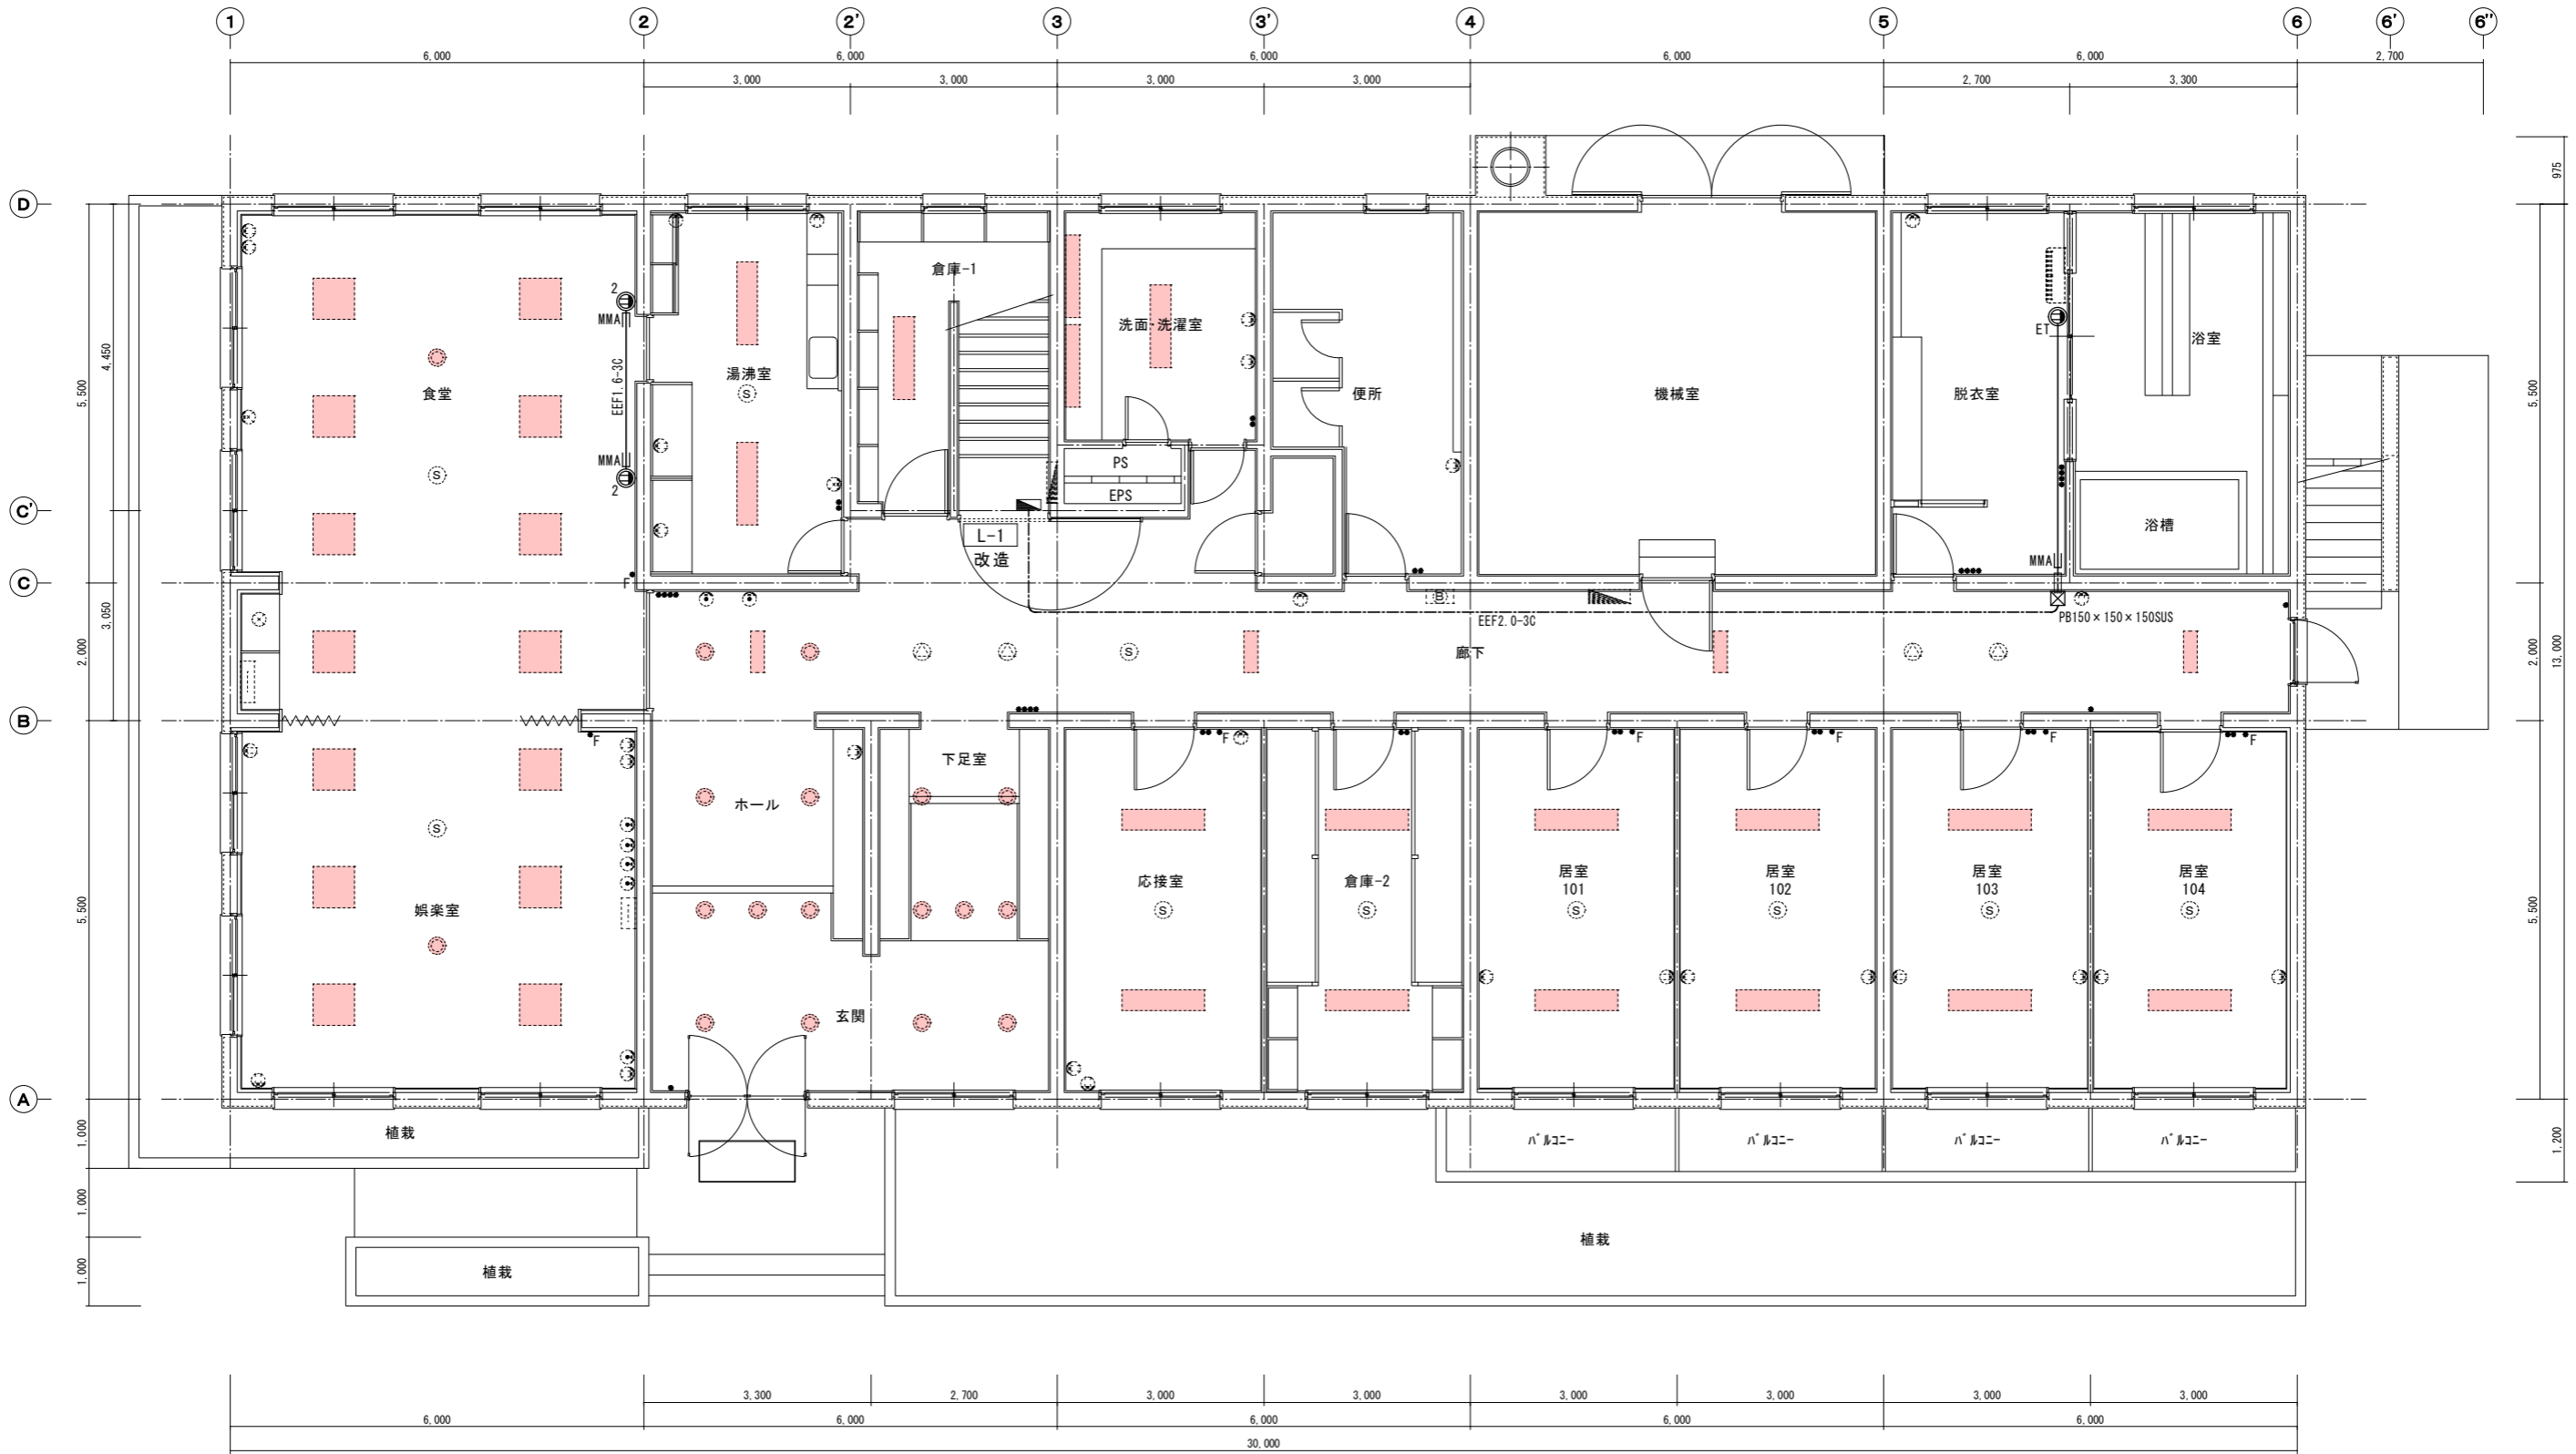 1 2 2' 3 3' 4 5 6 6' 6''
6,000 6,000 6,000 6,000 6,000 2,700
3,000 3,000 3,000 3,000 2,700 3,300
975
D
倉庫-1
2
MMA
洗面・洗濯室
ET
浴室
4,450
5,500
EEF1.6-3C
湯沸室
食堂
S
便所
機械室
脱衣室
5,500
MMA
2
S
PS
EPS
C'
L-1
改造
浴槽
MMA
C
F
B
EEF2.0-3C
PB150×150×150SUS
3,050
2,000
S
廊下
2,000
13,000
B
F
F
F
F
F
F
下足室
ホール
S
5,500
娯楽室
応接室
S
倉庫-2
S
居室
101
S
居室
102
S
居室
103
S
居室
104
S
5,500
玄関
A
1,000
植栽
バルコニー バルコニー バルコニー バルコニー
1,200
1,000
植栽
1,000
植栽
3,300 2,700 3,000 3,000 3,000 3,000 3,000 3,000
6,000 6,000 6,000 6,000 6,000
30,000